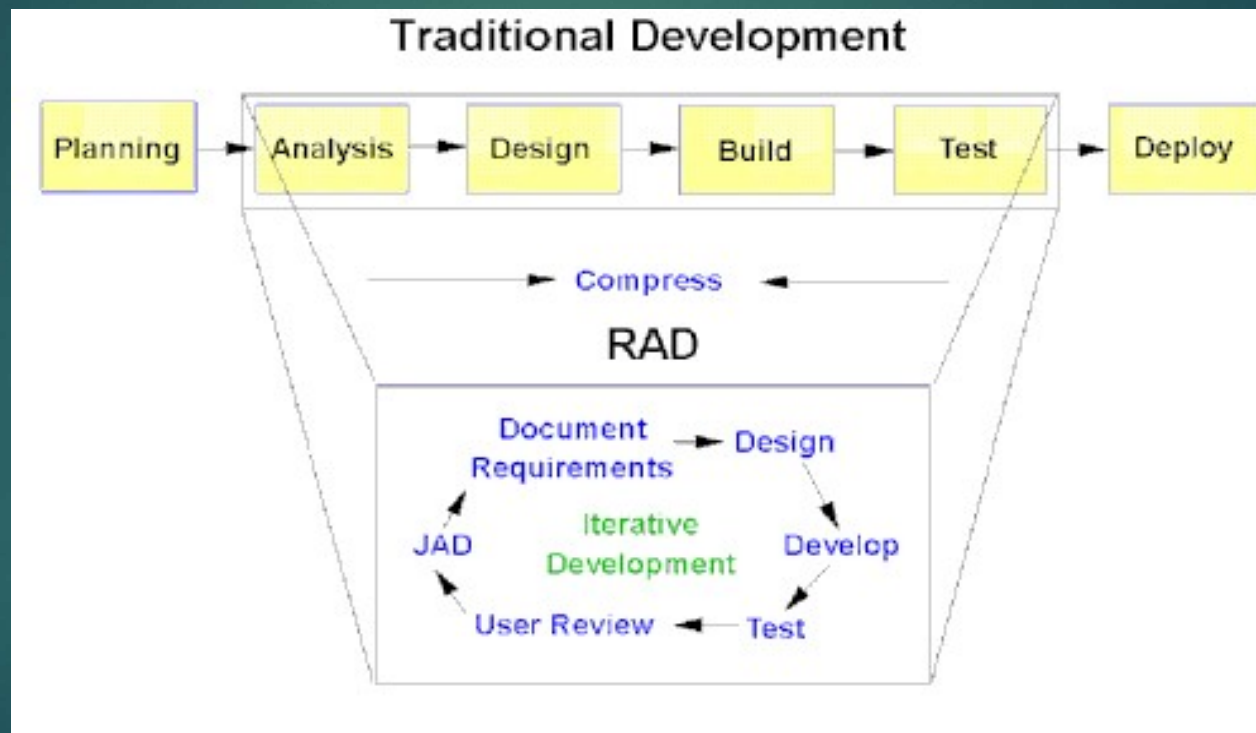 Traditional Development
Planning
Analysis
Design
Build
Test
Deploy
Compress
RAD
Document
Requirements
Design
Develop
Test
User Review
JAD
Iterative
Development